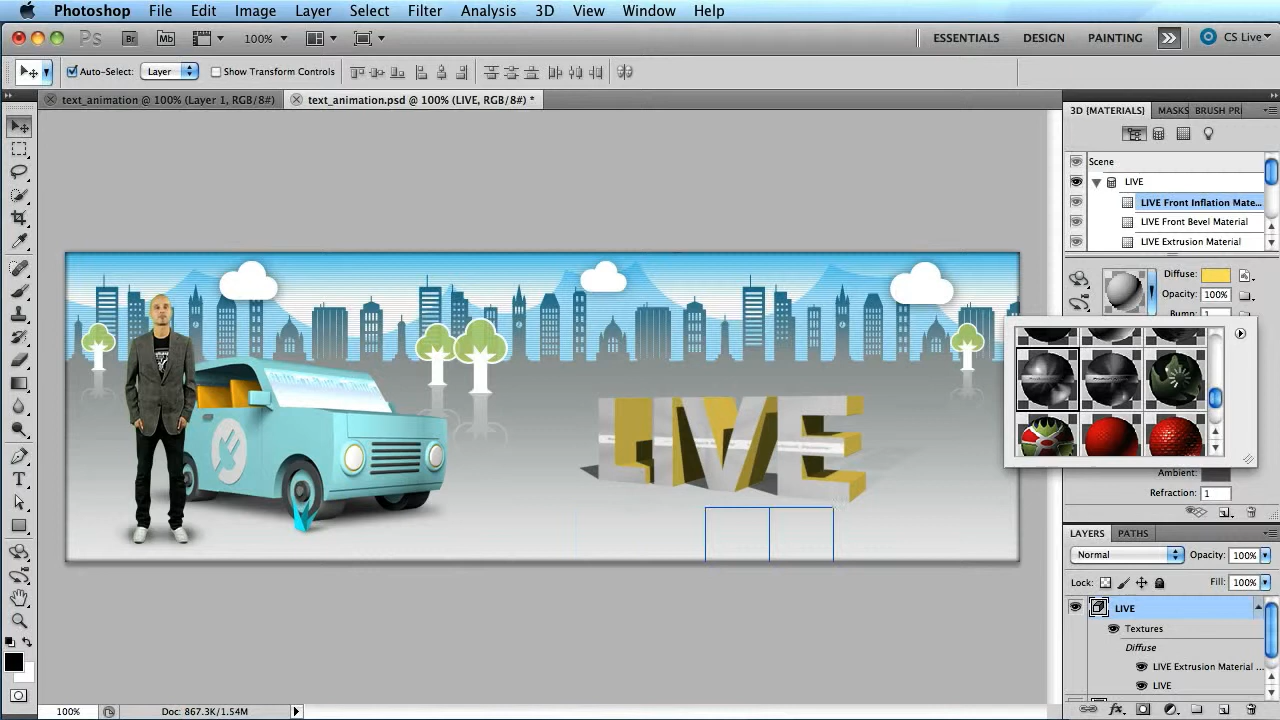 Photoshop File Edit Image Layer Select Filter Analysis 3D View Window Help
Ps Br Mb 100% ESSENTIALS DESIGN PAINTING CS Live
Auto-Select: Layer Show Transform Controls
text_animation @ 100% (Layer 1, RGB/8#) text_animation.psd @ 100% (LIVE, RGB/8#) *
3D {MATERIALS} MASKS BRUSH PR
Scene
LIVE
LIVE Front Inflation Mate...
LIVE Front Bevel Material
LIVE Extrusion Material
Diffuse:
Opacity: 100%
Bump: 1
LIVE
Ambient:
Refraction: 1
LAYERS PATHS
Normal Opacity: 100%
Lock: Fill: 100%
LIVE
Textures
Diffuse
LIVE Extrusion Material ...
LIVE
100% Doc: 867.3K/1.54M